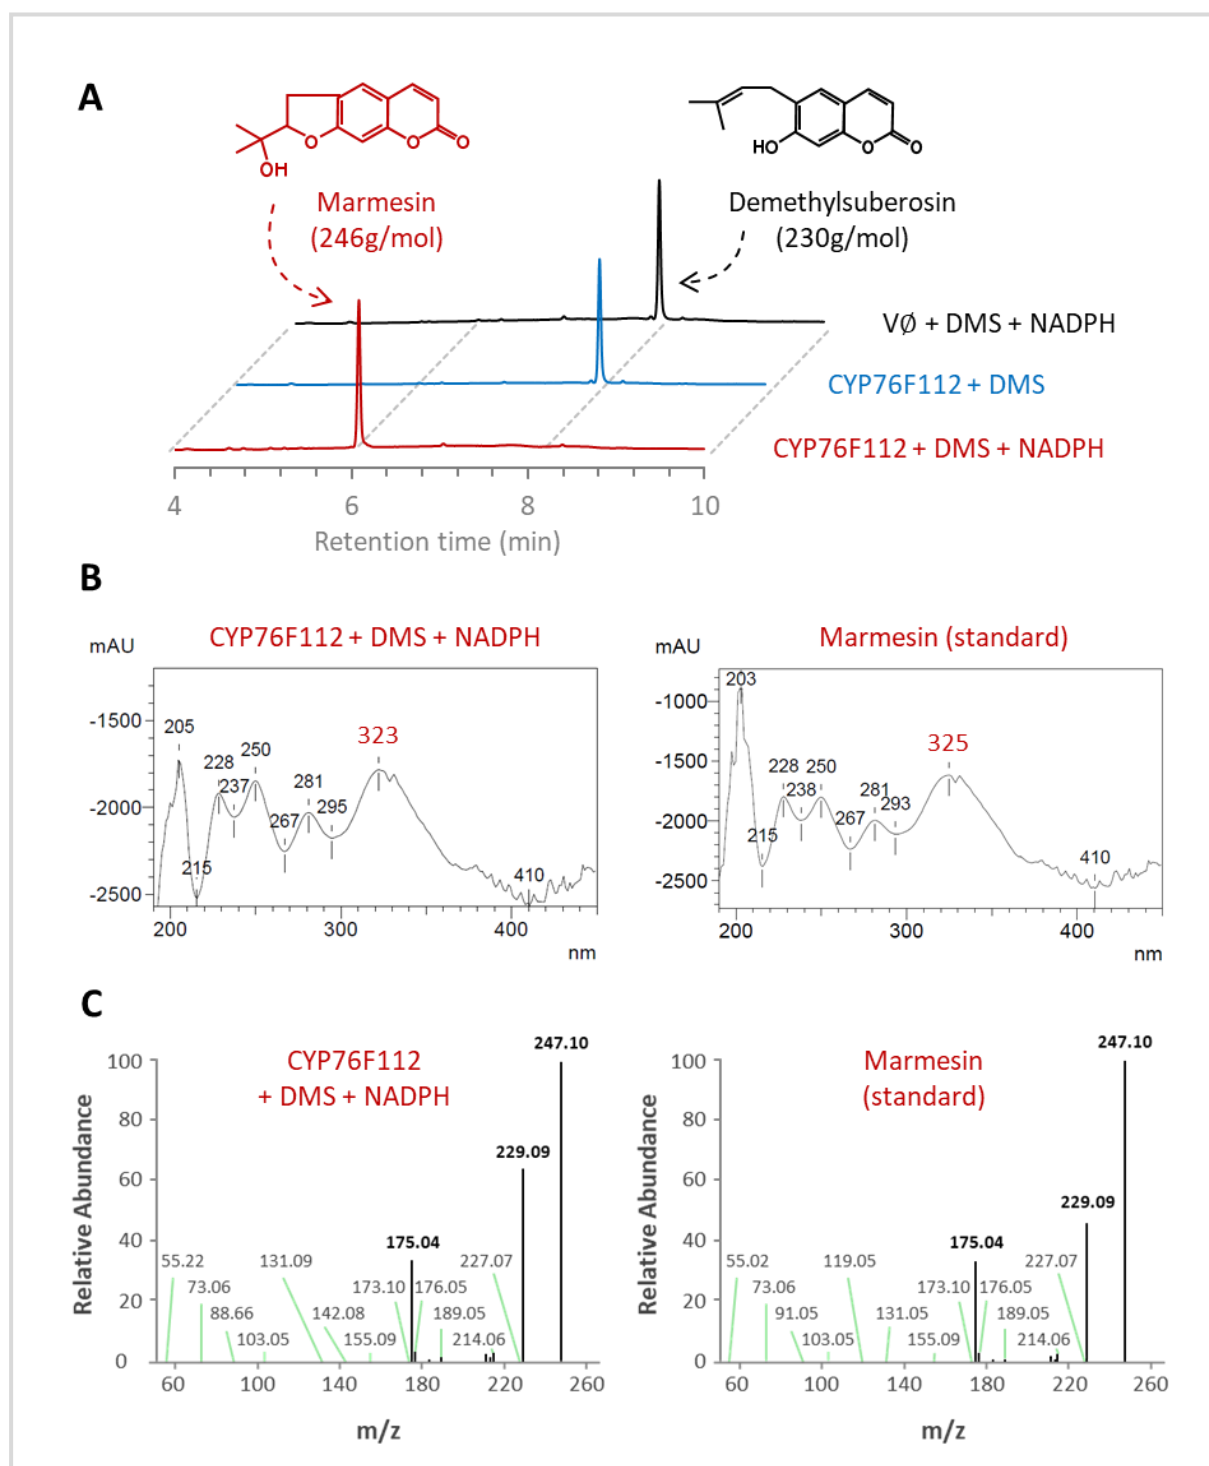 A
O
O
O
OH
HO
O
O
Marmesin
(246g/mol)
Demethylsuberosin
(230g/mol)
VØ + DMS + NADPH
CYP76F112 + DMS
CYP76F112 + DMS + NADPH
4 6 8 10
Retention time (min)
B
CYP76F112 + DMS + NADPH
mAU
-1500
-2000
-2500
205
215
228
237
250
267
281
295
323
410
200 300 400
nm
Marmesin (standard)
mAU
-1000
-1500
-2000
-2500
203
215
228
238
250
267
281
293
325
410
200 300 400
nm
C
CYP76F112
+ DMS + NADPH
Relative Abundance
100
80
60
40
20
0
247.10
229.09
175.04
55.22
73.06
88.66
103.05
131.09
142.08
155.09
173.10
176.05
189.05
214.06
227.07
60 100 140 180 220 260
m/z
Marmesin
(standard)
Relative Abundance
100
80
60
40
20
0
247.10
229.09
175.04
55.02
73.06
91.05
103.05
119.05
131.05
155.09
173.10
176.05
189.05
214.06
227.07
60 100 140 180 220 260
m/z